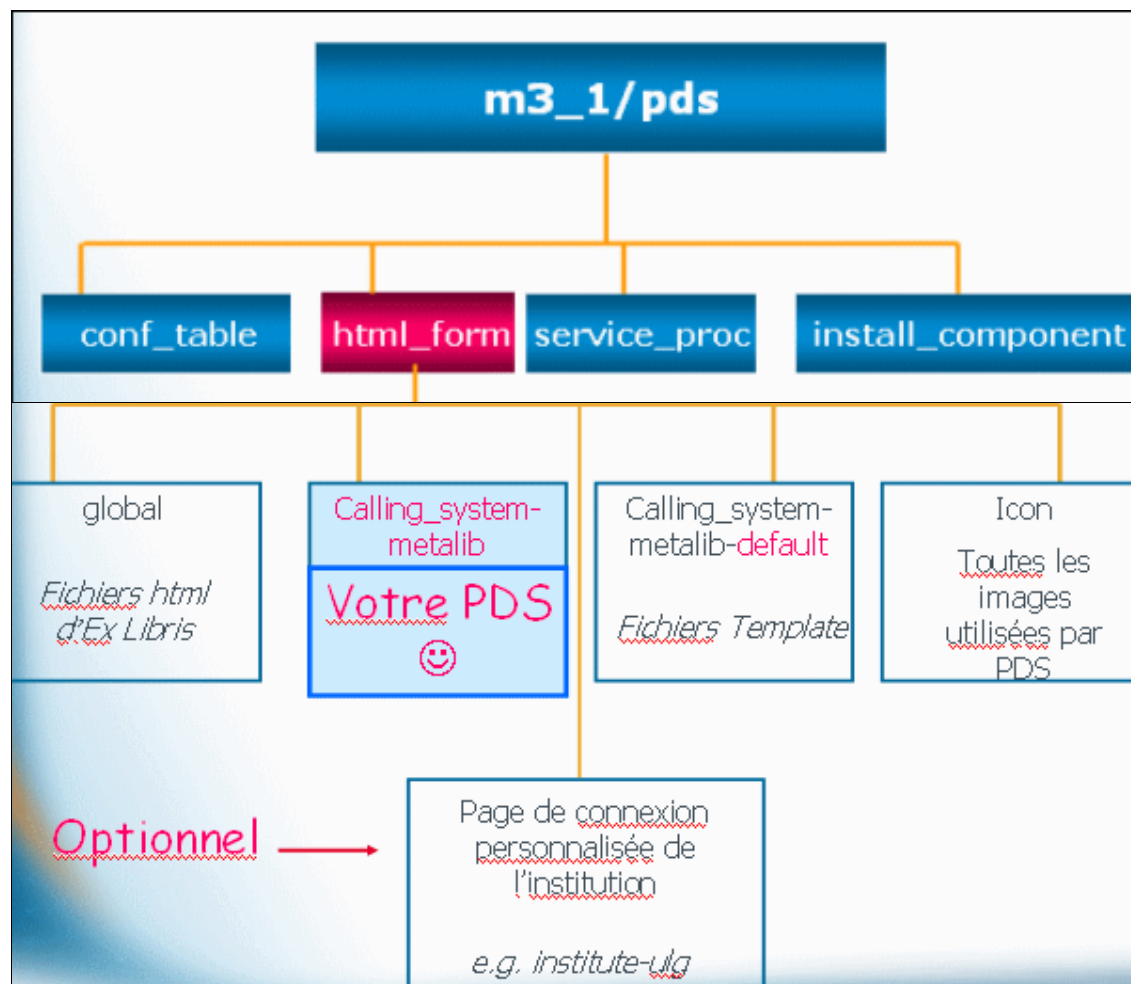 m3_1/pds
conf_table
html_form
service_proc
install_component
global
Fichiers html
d'Ex Libris
Calling_system-
metalib
Votre PDS
☺
Calling_system-
metalib-default
Fichiers Template
Icon
Toutes les
images
utilisées par
PDS
Optionnel
Page de connexion
personnalisée de
l'institution
e.g. institute-ulg